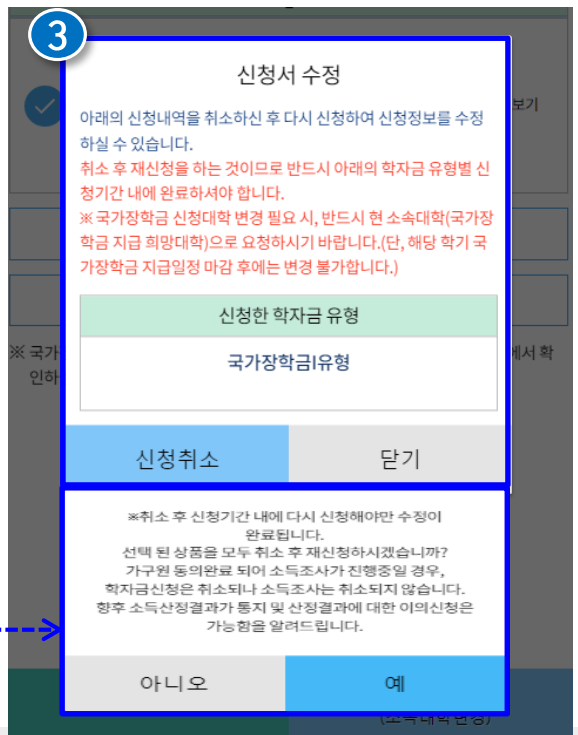 3
신청서 수정
아래의 신청내역을 취소하신 후 다시 신청하여 신청정보를 수정
하실 수 있습니다.
취소 후 재신청을 하는 것이므로 반드시 아래의 학자금 유형별 신
청기간 내에 완료하셔야 합니다.
※ 국가장학금 신청대학 변경 필요 시, 반드시 현 소속대학(국가장
학금 지급 희망대학)으로 요청하시기 바랍니다.(단, 해당 학기 국
가장학금 지급일정 마감 후에는 변경 불가합니다.)
보기
신청한 학자금 유형
국가장학금I유형
※ 국가
에서 확
인하
신청취소 닫기
※취소 후 신청기간 내에 다시 신청해야만 수정이
완료됩니다.
선택 된 상품을 모두 취소 후 재신청하시겠습니까?
가구원 동의완료 되어 소득조사가 진행중일 경우,
학자금신청은 취소되나 소득조사는 취소되지 않습니다.
향후 소득산정결과가 통지 및 산정결과에 대한 이의신청은
가능함을 알려드립니다.
아니오 예
(소속대학변경)